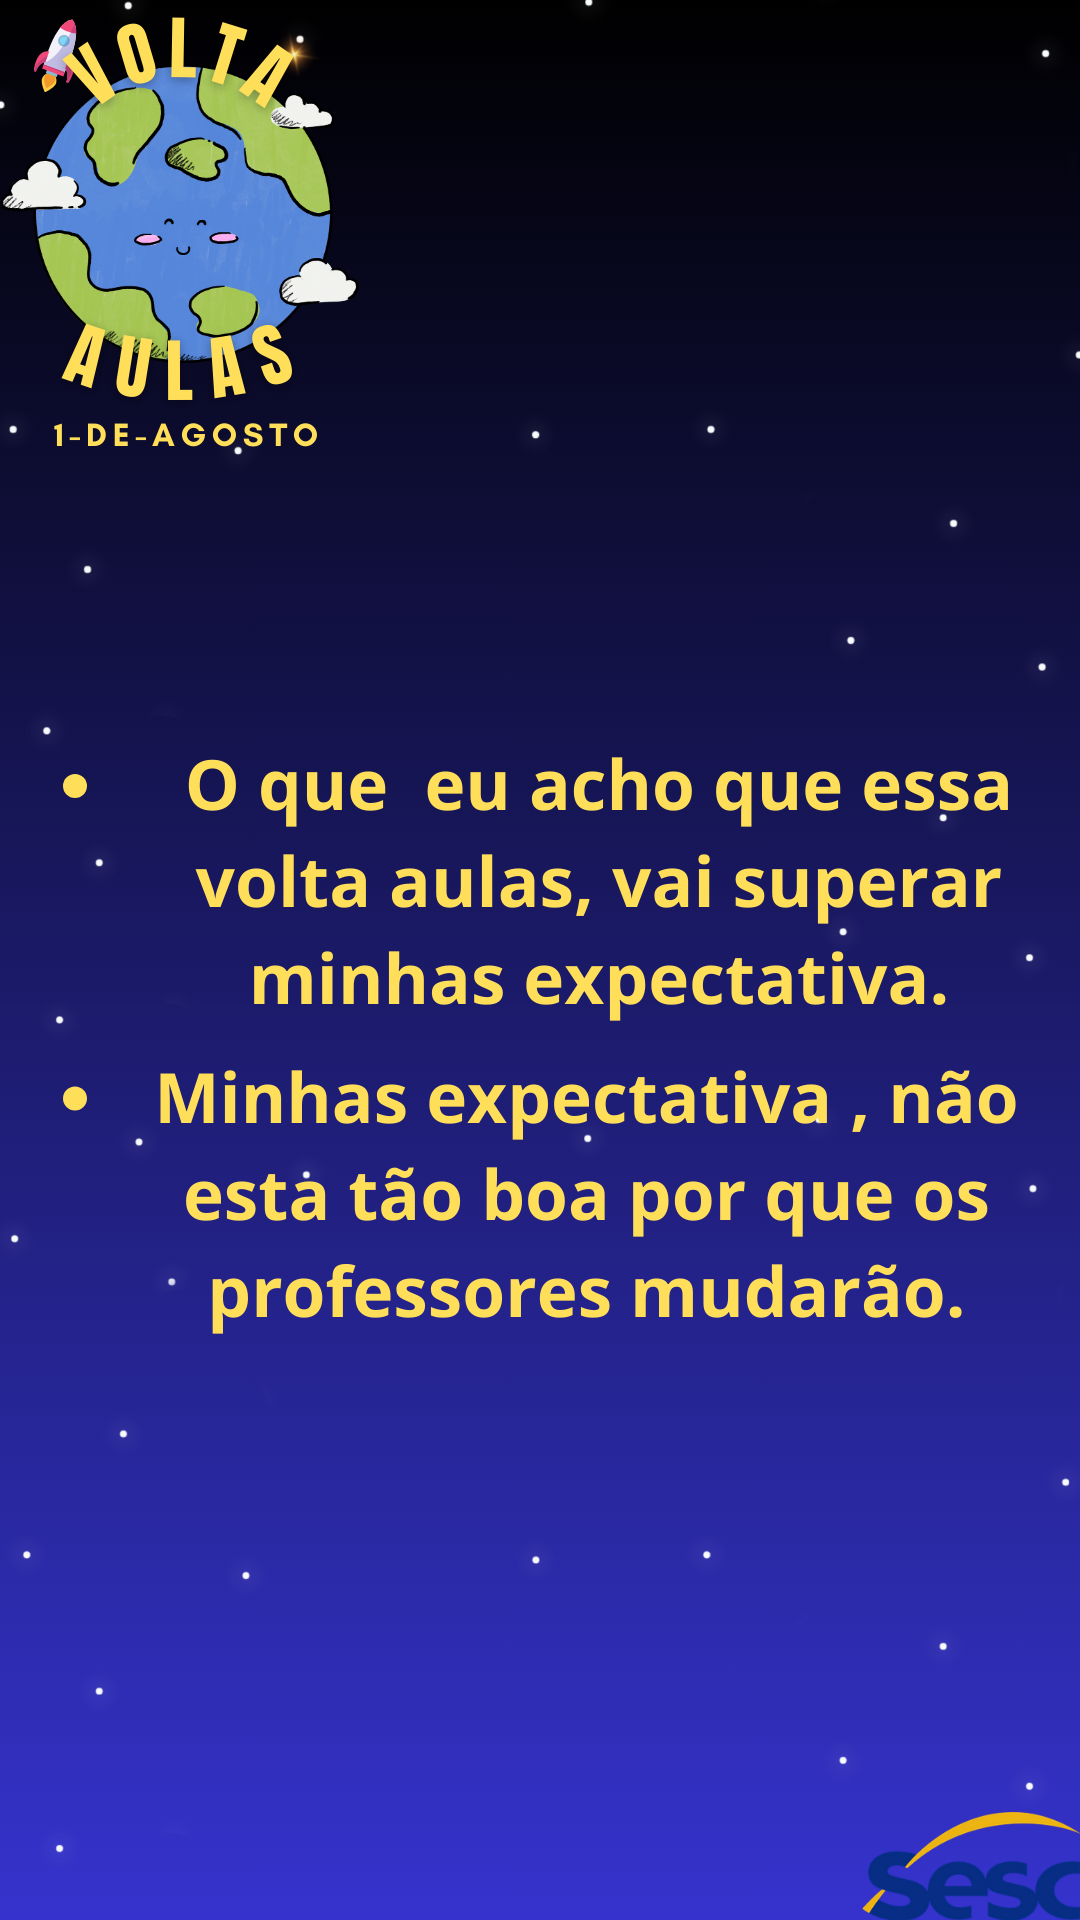 VOLTA
AULAS
1-DE-AGOSTO
• O que  eu acho que essa
volta aulas, vai superar
minhas expectativa.
• Minhas expectativa , não
esta tão boa por que os
professores mudarão.
Sesc